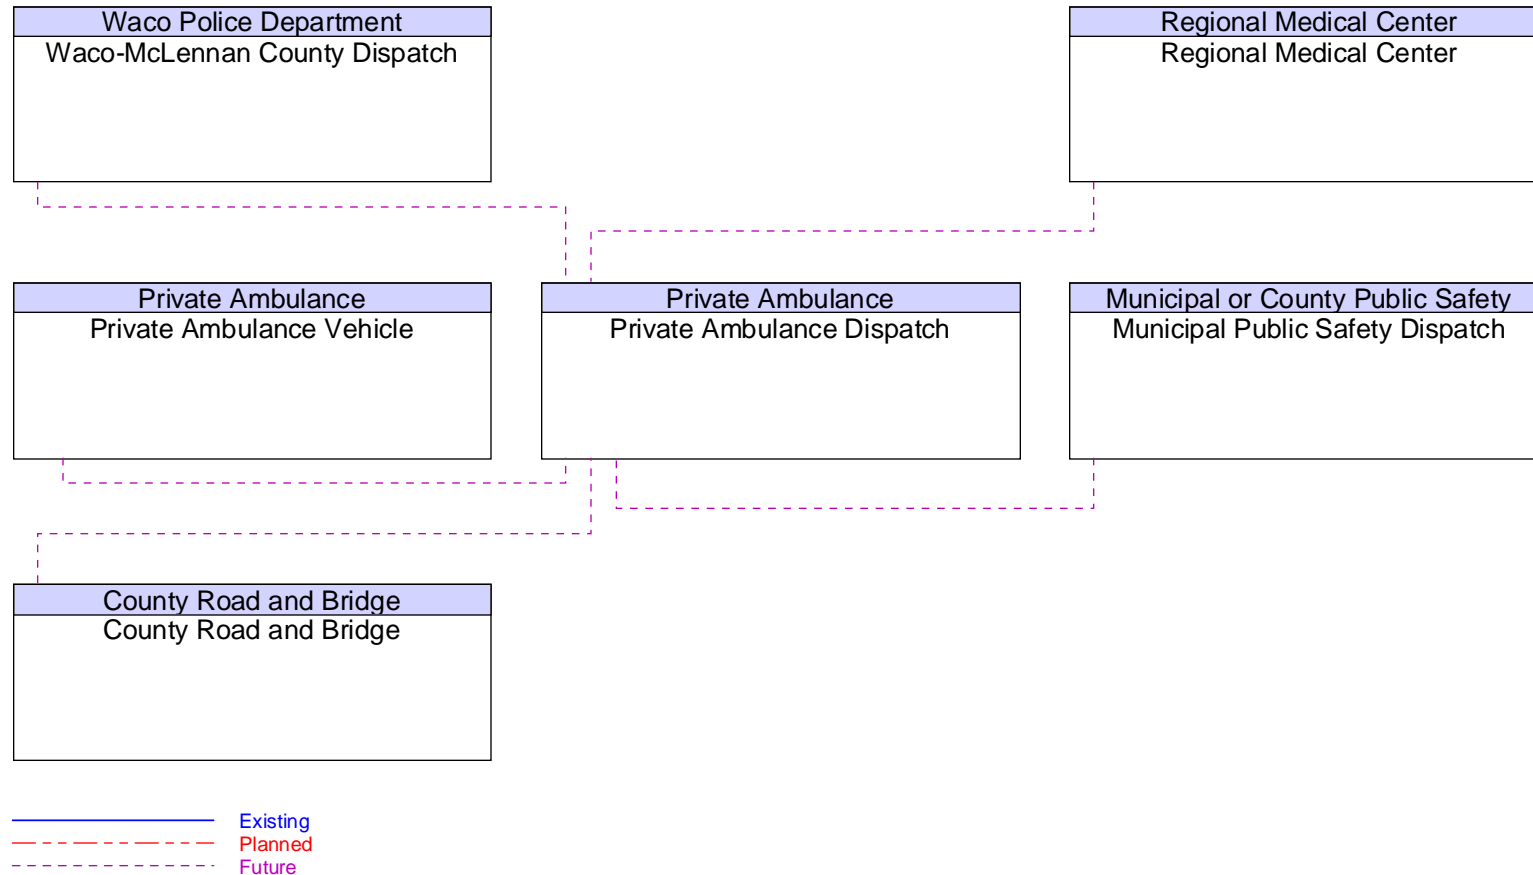 Waco Police Department
Waco-McLennan County Dispatch
Regional Medical Center
Regional Medical Center
Private Ambulance
Private Ambulance Vehicle
Private Ambulance
Private Ambulance Dispatch
Municipal or County Public Safety
Municipal Public Safety Dispatch
County Road and Bridge
County Road and Bridge
Existing
Planned
Future